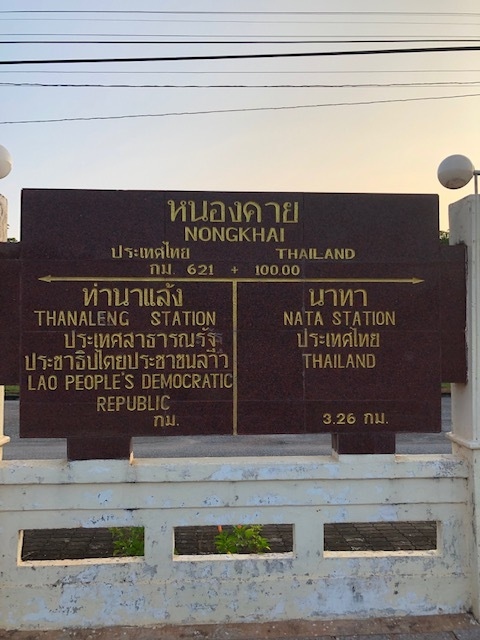 หนองคาย
NONGKHAI
ประเทศไทย THAILAND
กม. 621 + 100.00
ท่านาแล้ง
THANALENG STATION
ประเทศสาธารณรัฐ
ประชาธิปไตยประชาชนลาว
LAO PEOPLE'S DEMOCRATIC
REPUBLIC
กม.
นาทา
NATA STATION
ประเทศไทย
THAILAND
3.26 กม.